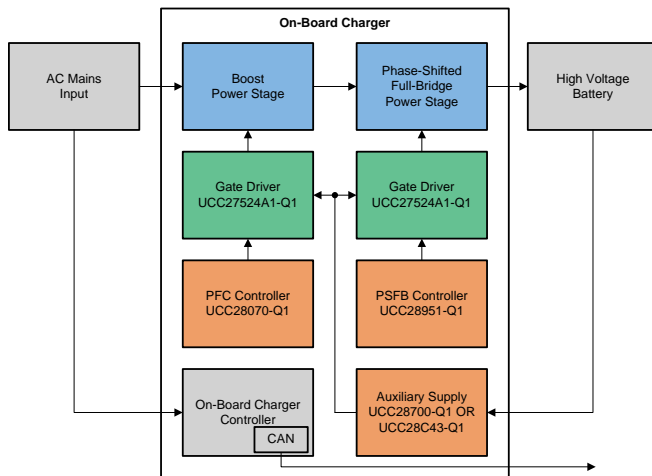 On-Board Charger
AC Mains
Input
Boost
Power Stage
Phase-Shifted
Full-Bridge
Power Stage
High Voltage
Battery
Gate Driver
UCC27524A1-Q1
Gate Driver
UCC27524A1-Q1
PFC Controller
UCC28070-Q1
PSFB Controller
UCC28951-Q1
On-Board Charger
Controller
CAN
Auxiliary Supply
UCC28700-Q1 OR
UCC28C43-Q1